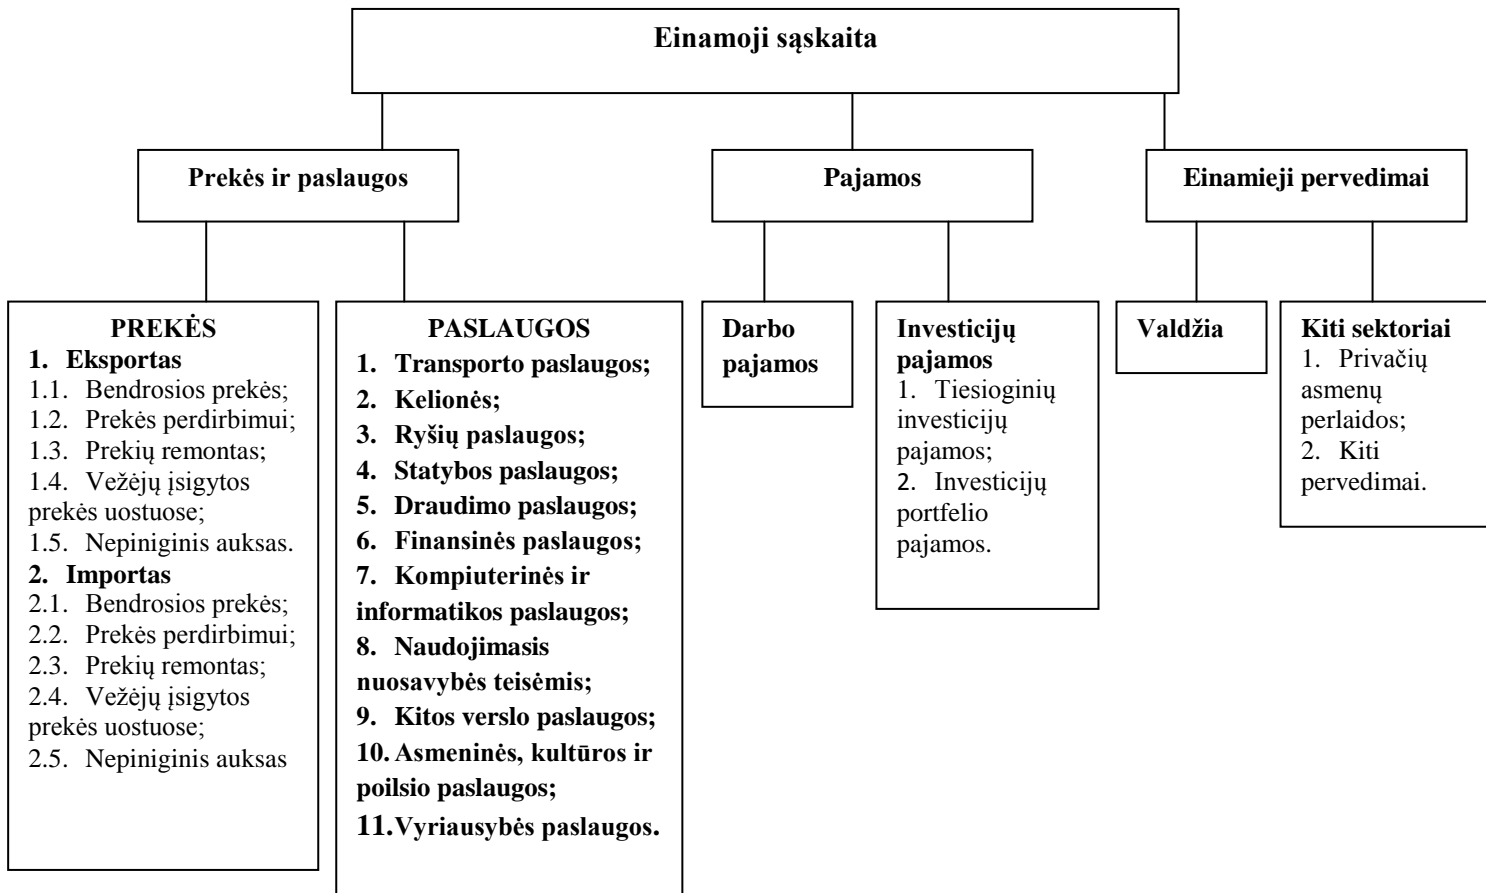 Einamoji sąskaita
Prekės ir paslaugos
Pajamos
Einamieji pervedimai
PREKĖS
1. Eksportas
1.1. Bendrosios prekės;
1.2. Prekės perdirbimui;
1.3. Prekių remontas;
1.4. Vežėjų įsigytos
prekės uostuose;
1.5. Nepiniginis auksas.
2. Importas
2.1. Bendrosios prekės;
2.2. Prekės perdirbimui;
2.3. Prekių remontas;
2.4. Vežėjų įsigytos
prekės uostuose;
2.5. Nepiniginis auksas
PASLAUGOS
1. Transporto paslaugos;
2. Kelionės;
3. Ryšių paslaugos;
4. Statybos paslaugos;
5. Draudimo paslaugos;
6. Finansinės paslaugos;
7. Kompiuterinės ir
informatikos paslaugos;
8. Naudojimasis
nuosavybės teisėmis;
9. Kitos verslo paslaugos;
10. Asmeninės, kultūros ir
poilsio paslaugos;
11.Vyriausybės paslaugos.
Darbo
pajamos
Investicijų
pajamos
1. Tiesioginių
investicijų
pajamos;
2. Investicijų
portfelio
pajamos.
Valdžia
Kiti sektoriai
1. Privačių
asmenų
perlaidos;
2. Kiti
pervedimai.